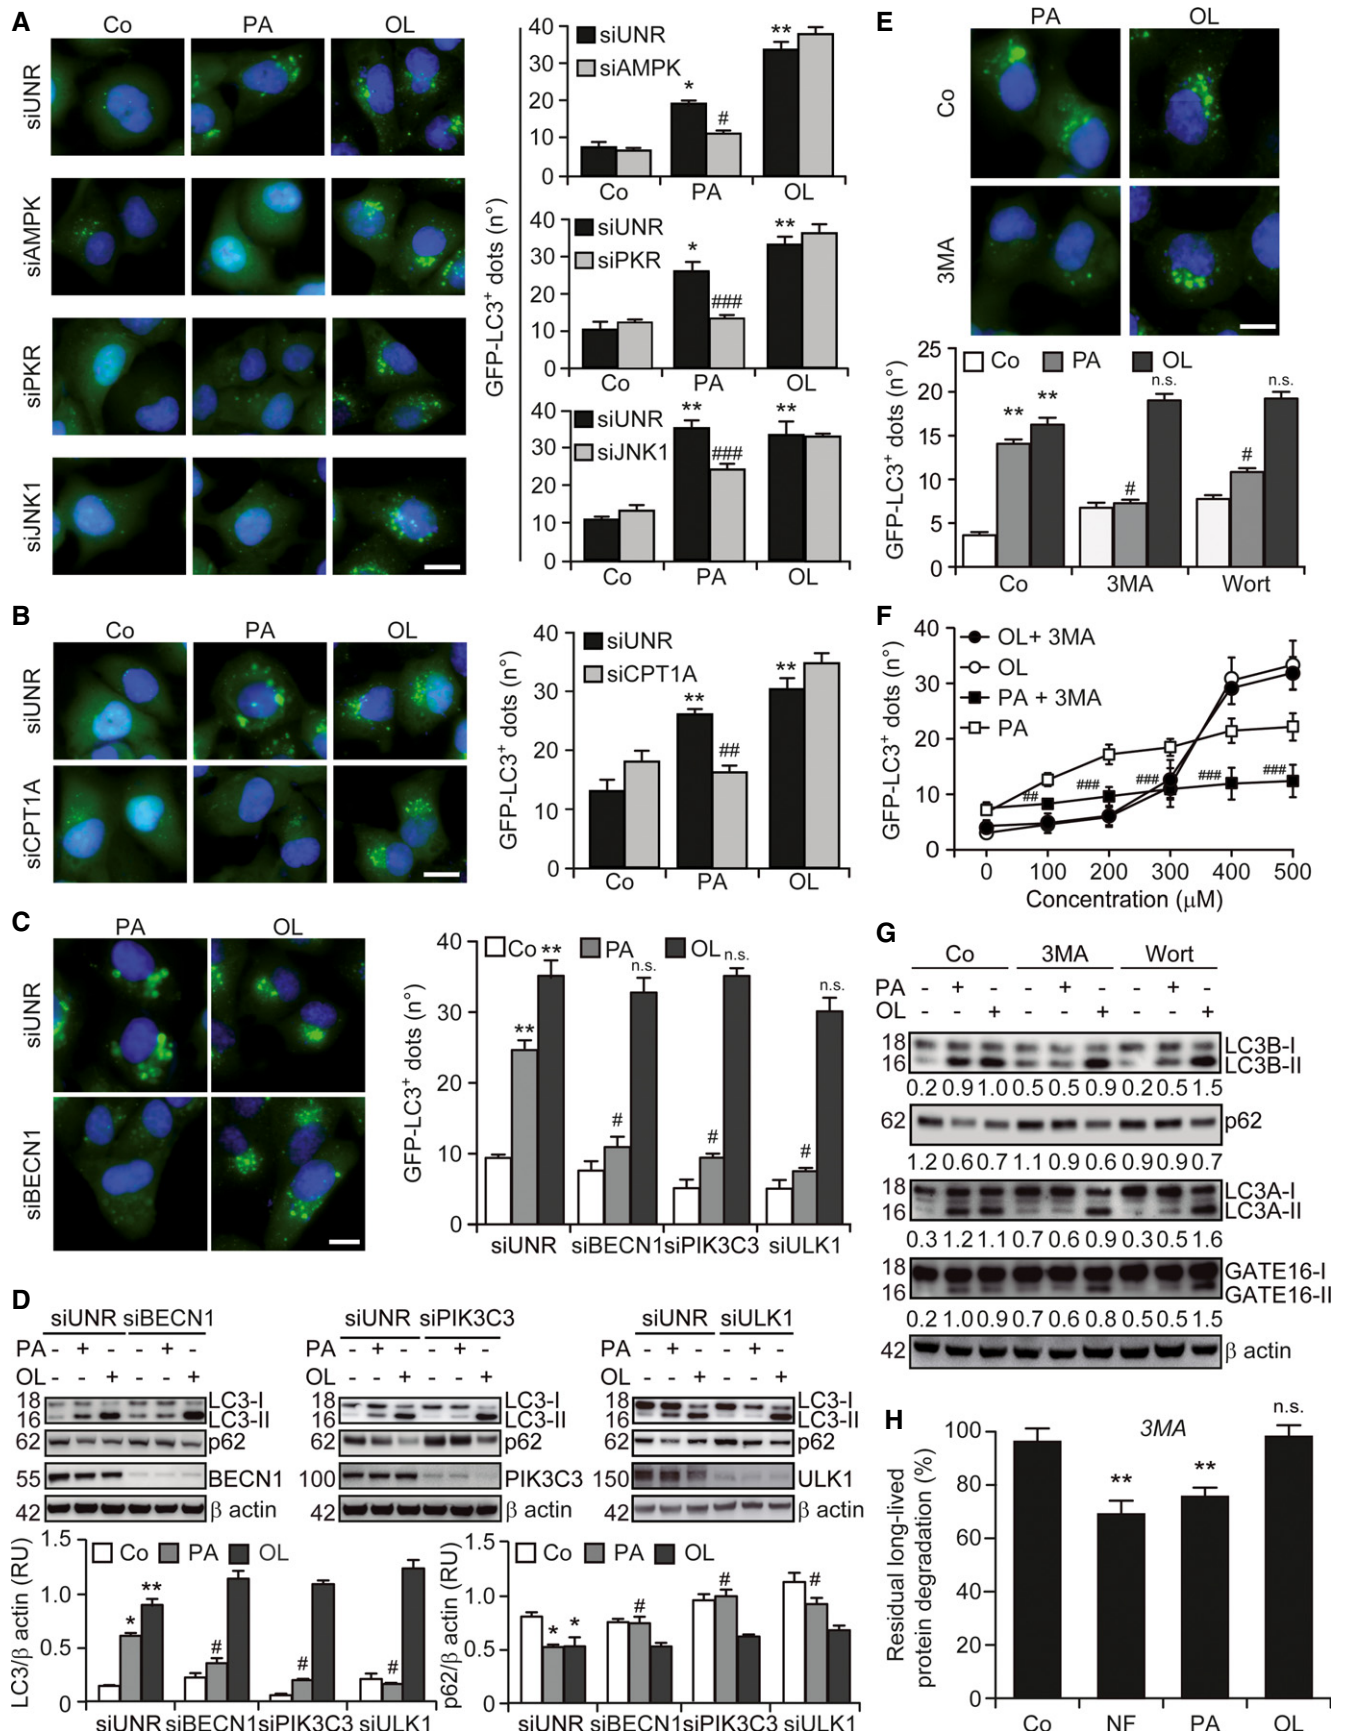 A
Co PA OL
siUNR
siAMPK
siPKR
siJNK1
GFP-LC3+ dots (n°)
40
30
20
10
0
siUNR
siAMPK
*
#
**
Co PA OL
40
30
20
10
0
siUNR
siPKR
*
###
**
Co PA OL
40
30
20
10
0
siUNR
siJNK1
**
###
**
Co PA OL
B
Co PA OL
siUNR
siCPT1A
GFP-LC3+ dots (n°)
40
30
20
10
0
siUNR
siCPT1A
**
##
**
Co PA OL
C
PA OL
siUNR
siBECN1
GFP-LC3+ dots (n°)
40
30
20
10
0
Co PA OL
**
**
#
n.s.
#
n.s.
#
n.s.
siUNR siBECN1 siPIK3C3 siULK1
D
siUNR siBECN1
PA - + - - + -
OL - - + - - +
18 LC3-I
16 LC3-II
62 p62
55 BECN1
42 β actin
siUNR siPIK3C3
- + - - + -
- - + - - +
18 LC3-I
16 LC3-II
62 p62
100 PIK3C3
42 β actin
siUNR siULK1
- + - - + -
- - + - - +
18 LC3-I
16 LC3-II
62 p62
150 ULK1
42 β actin
LC3/β actin (RU)
1.5
1.0
0.5
0
Co PA OL
*
**
#
#
#
siUNR siBECN1 siPIK3C3 siULK1
p62/β actin (RU)
1.5
1.0
0.5
0
Co PA OL
*
*
#
#
#
siUNR siBECN1 siPIK3C3 siULK1
E
PA OL
Co
3MA
GFP-LC3+ dots (n°)
25
20
15
10
5
0
Co PA OL
**
**
#
n.s.
#
n.s.
Co 3MA Wort
F
GFP-LC3+ dots (n°)
40
30
20
10
0
OL+ 3MA
OL
PA + 3MA
PA
##
###
###
###
###
0 100 200 300 400 500
Concentration (μM)
G
Co 3MA Wort
PA - + - - + - - + -
OL - - + - - + - - +
18 LC3B-I
16 LC3B-II
0.2 0.9 1.0 0.5 0.5 0.9 0.2 0.5 1.5
62 p62
1.2 0.6 0.7 1.1 0.9 0.6 0.9 0.9 0.7
18 LC3A-I
16 LC3A-II
0.3 1.2 1.1 0.7 0.6 0.9 0.3 0.5 1.6
18 GATE16-I
16 GATE16-II
0.2 1.0 0.9 0.7 0.6 0.8 0.5 0.5 1.5
42 β actin
H
Residual long-lived
protein degradation (%)
100
80
60
40
20
0
3MA
**
**
n.s.
Co NF PA OL